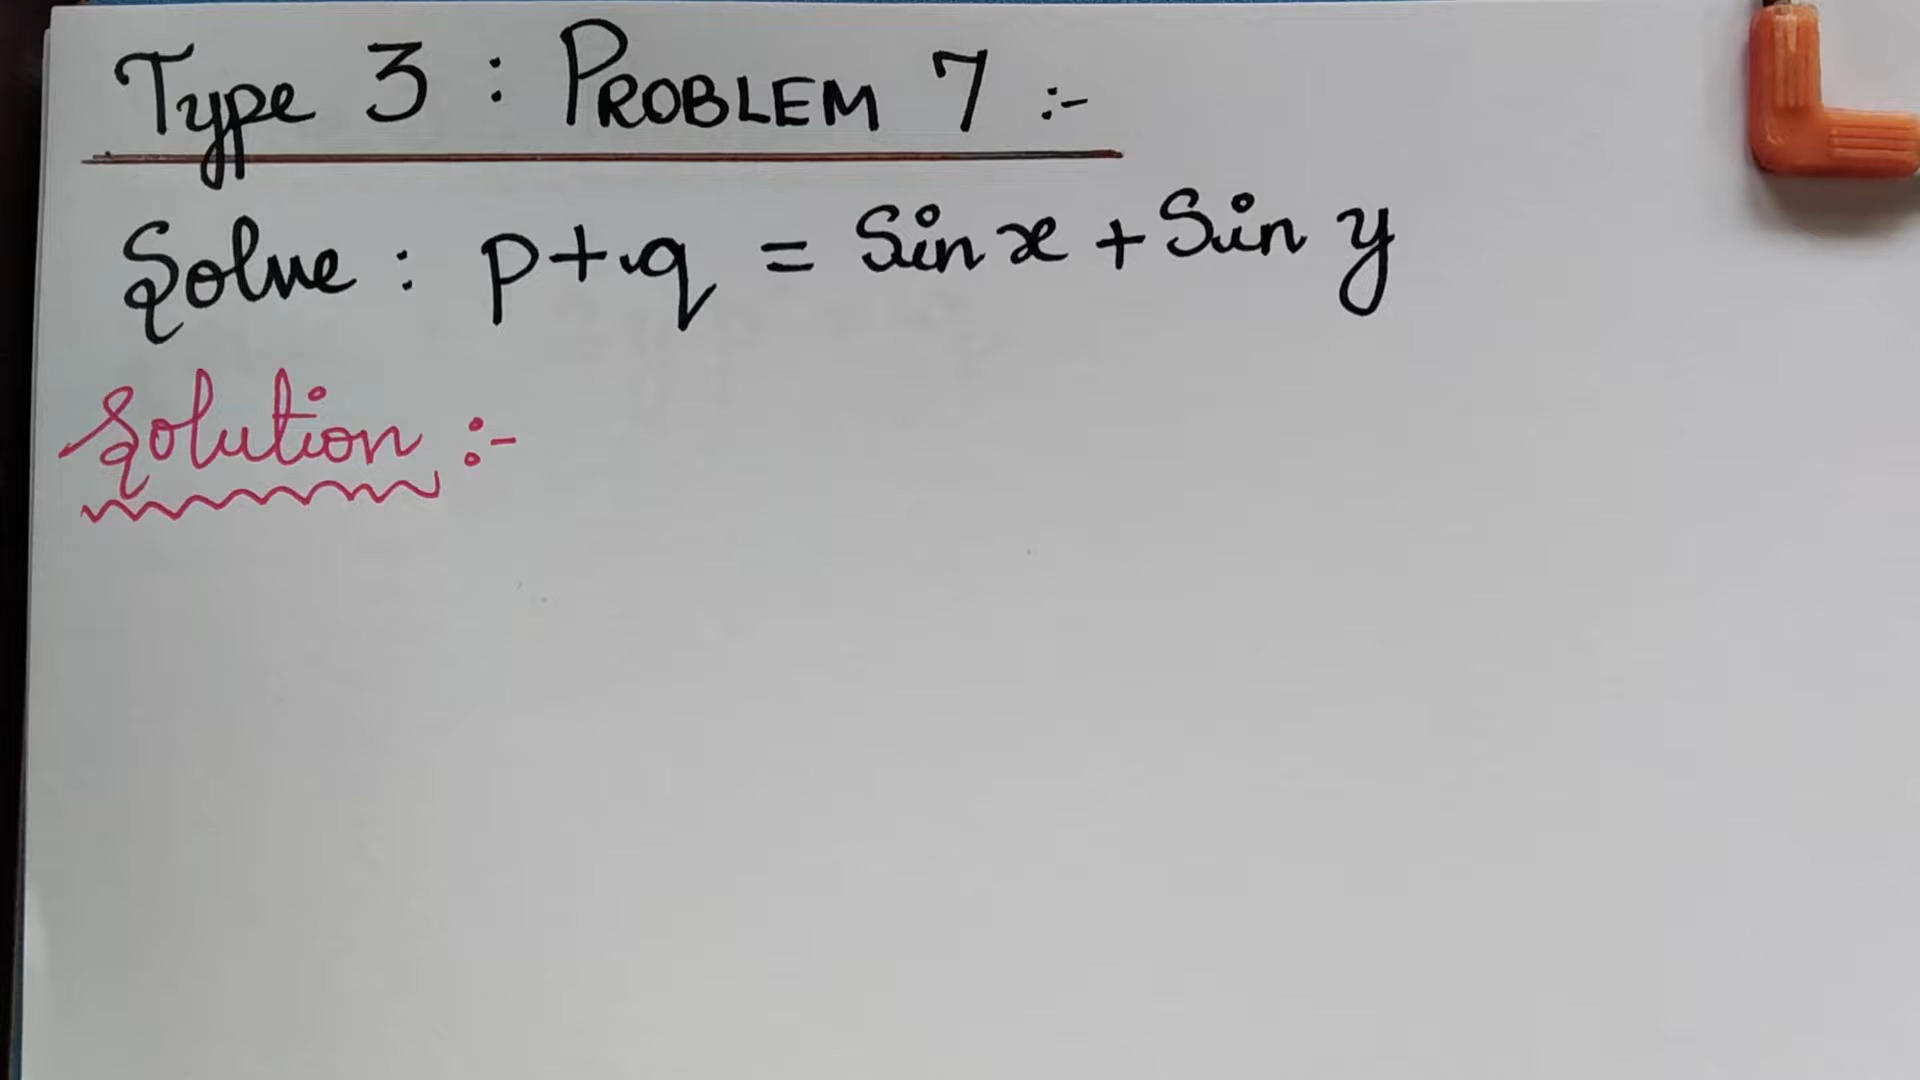 Type 3 : PROBLEM 7 :-
Solve : p+q = Sin x + Sin y
Solution :-